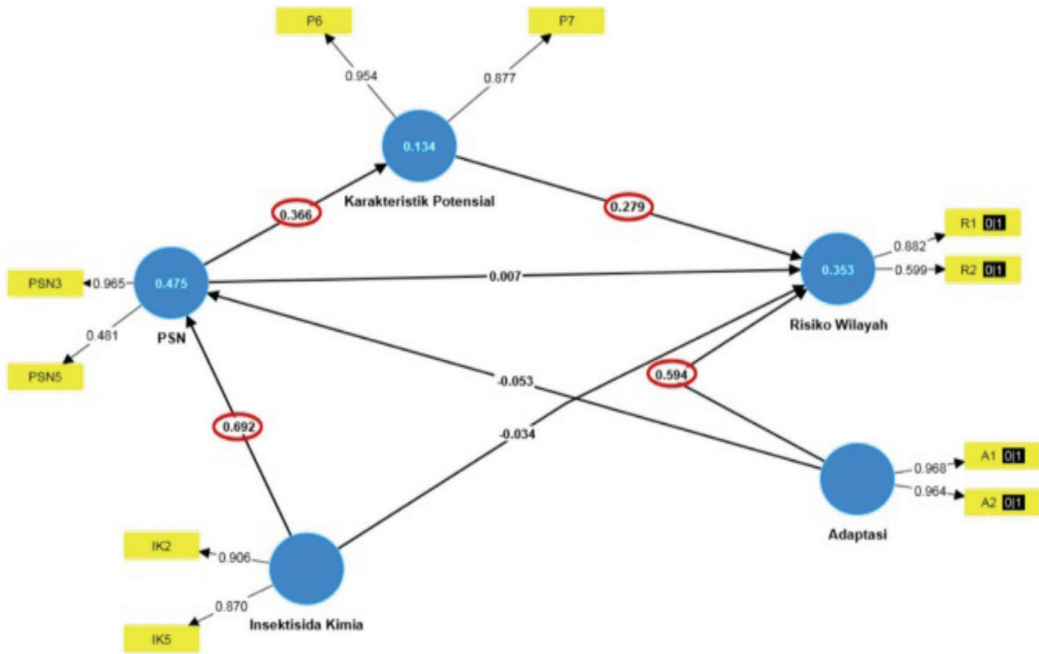 P6
P7
0.954
0.877
0.134
Karakteristik Potensial
0.366
0.279
R1 0|1
0.882
PSN3
0.965
0.475
0.007
0.353
0.599
R2 0|1
PSN
Risiko Wilayah
0.481
PSN5
-0.053
0.594
0.692
-0.034
A1 0|1
0.968
0.964
A2 0|1
Adaptasi
IK2
0.906
0.870
Insektisida Kimia
IK5